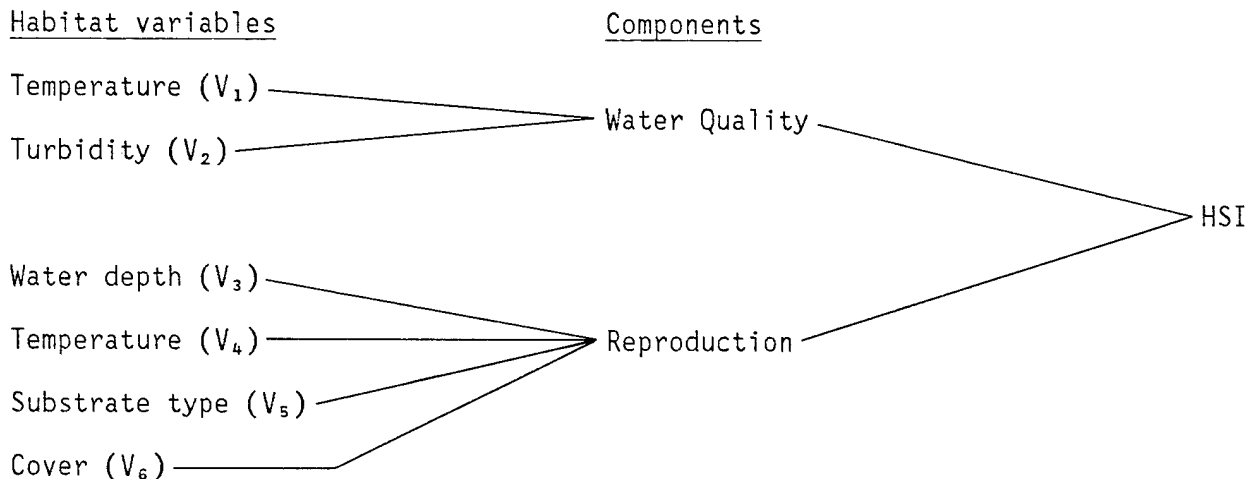 Habitat variables Components
Temperature (V₁)
Water Quality
Turbidity (V₂)
HSI
Water depth (V₃)
Temperature (V₄) Reproduction
Substrate type (V₅)
Cover (V₆)